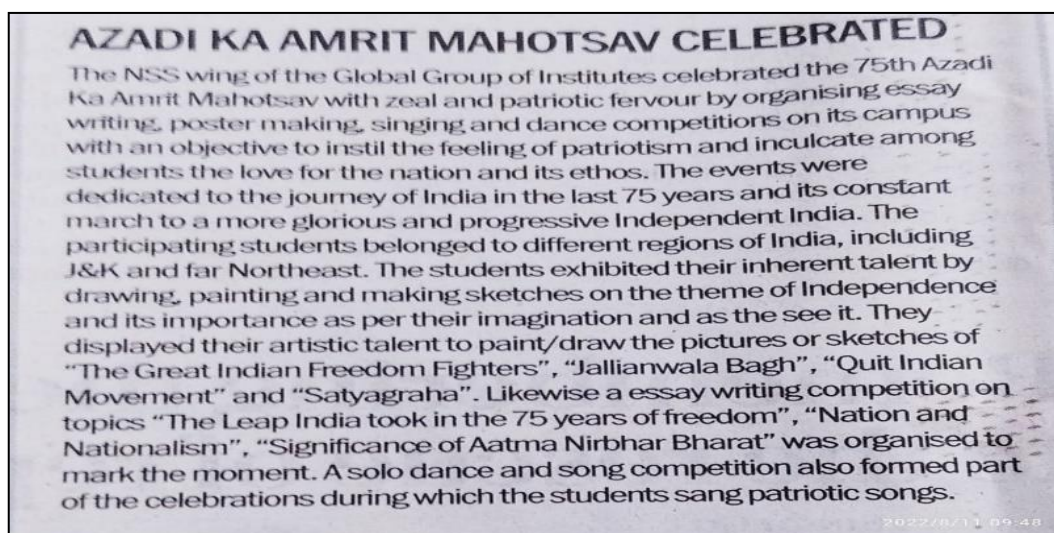 AZADI KA AMRIT MAHOTSAV CELEBRATED
The NSS wing of the Global Group of Institutes celebrated the 75th Azadi
Ka Amrit Mahotsav with zeal and patriotic fervour by organising essay
writing, poster making, singing and dance competitions on its campus
with an objective to instil the feeling of patriotism and inculcate among
students the love for the nation and its ethos. The events were
dedicated to the journey of India in the last 75 years and its constant
march to a more glorious and progressive Independent India. The
participating students belonged to different regions of India, including
J&K and far Northeast. The students exhibited their inherent talent by
drawing, painting and making sketches on the theme of Independence
and its importance as per their imagination and as the see it. They
displayed their artistic talent to paint/draw the pictures or sketches of
"The Great Indian Freedom Fighters", "Jallianwala Bagh", "Quit Indian
Movement" and "Satyagraha". Likewise a essay writing competition on
topics "The Leap India took in the 75 years of freedom", "Nation and
Nationalism", "Significance of Aatma Nirbhar Bharat" was organised to
mark the moment. A solo dance and song competition also formed part
of the celebrations during which the students sang patriotic songs.
2022/8/11 09:48